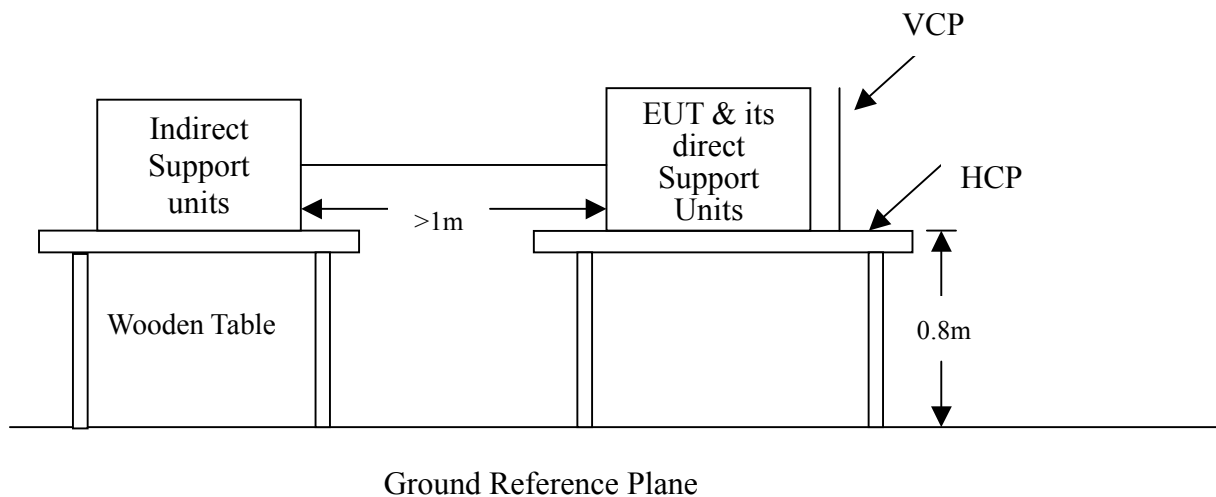 VCP
Indirect
Support
units
EUT & its
direct
Support
Units
HCP
>1m
Wooden Table
0.8m
Ground Reference Plane